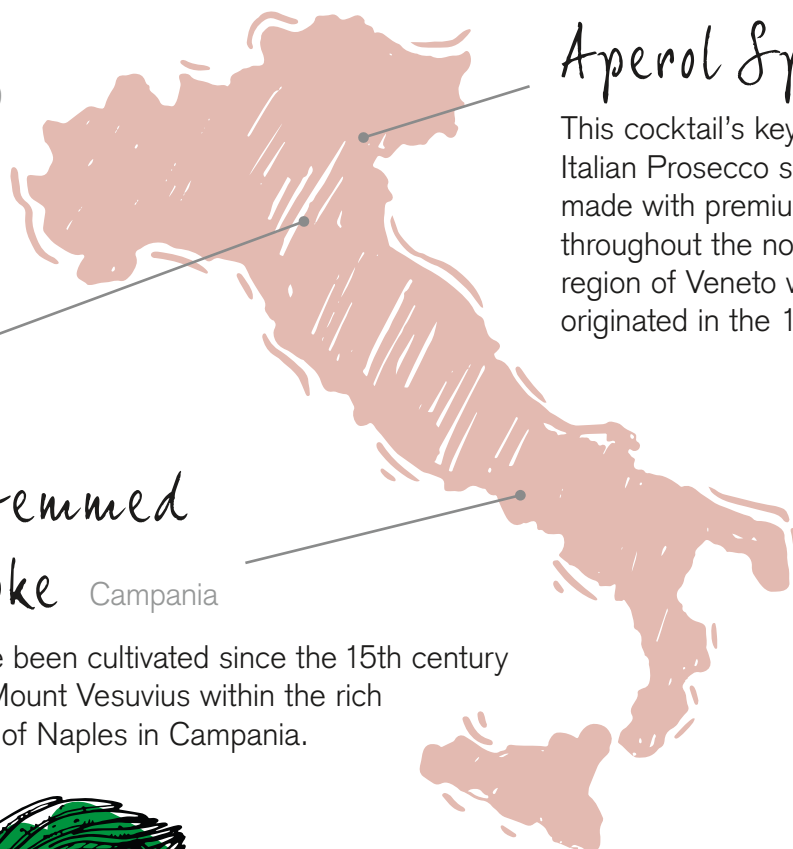 Aperol Sp
This cocktail's key
Italian Prosecco s
made with premiu
throughout the no
region of Veneto w
originated in the 1
emmed
ke Campania
e been cultivated since the 15th century
Mount Vesuvius within the rich
of Naples in Campania.